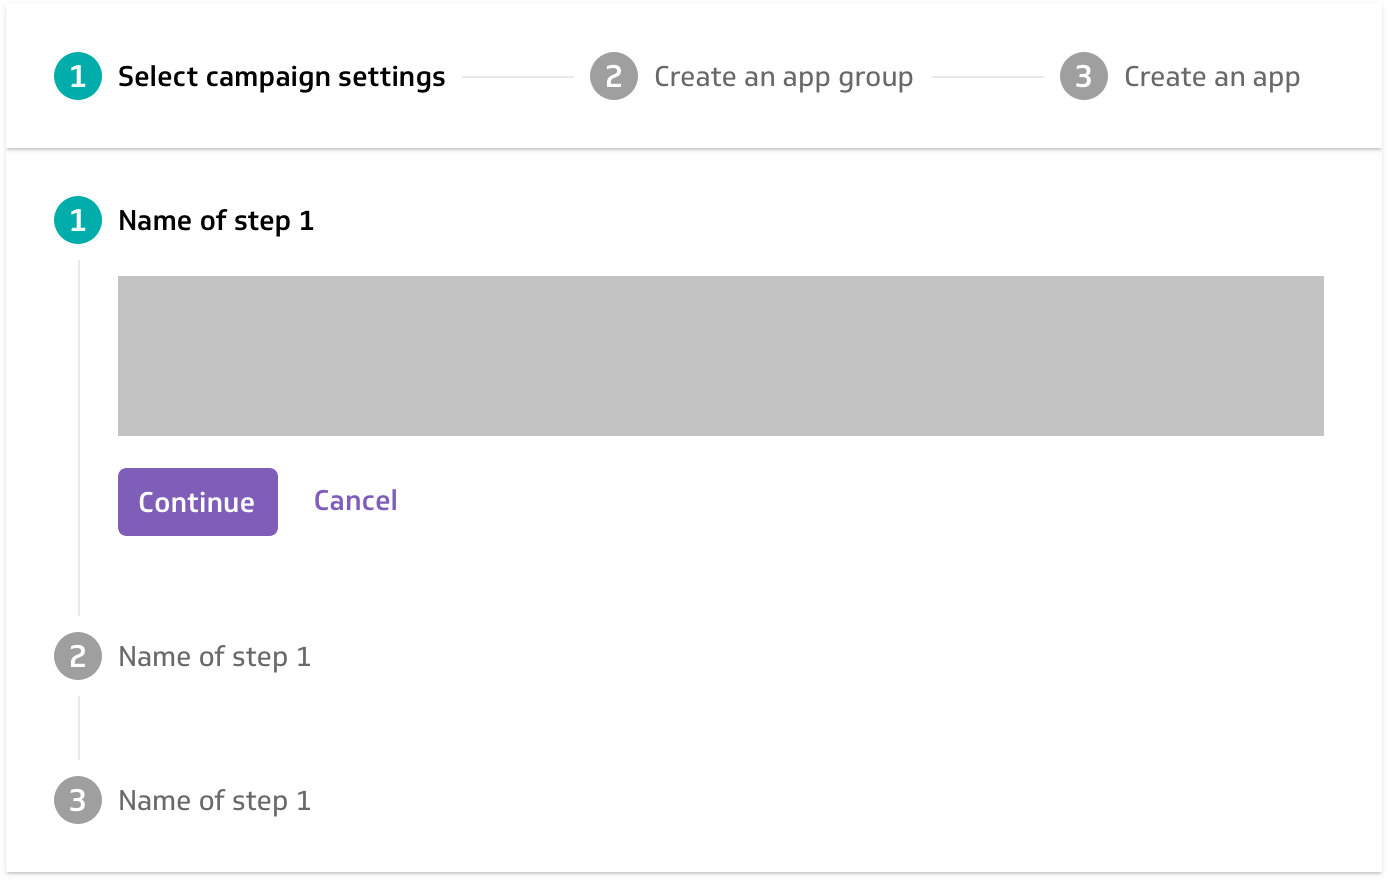 1 Select campaign settings 2 Create an app group 3 Create an app
1 Name of step 1
Continue Cancel
2 Name of step 1
3 Name of step 1